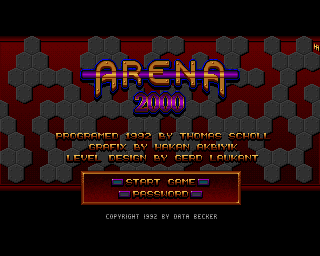 ARENA
2000
PROGRAMED 1992 BY THOMAS SCHOLL
GRAFIX BY HAKAN AKBIYIK
LEVEL DESIGN BY GERD LAUKANT
START GAME
PASSWORD
COPYRIGHT 1992 BY DATA BECKER